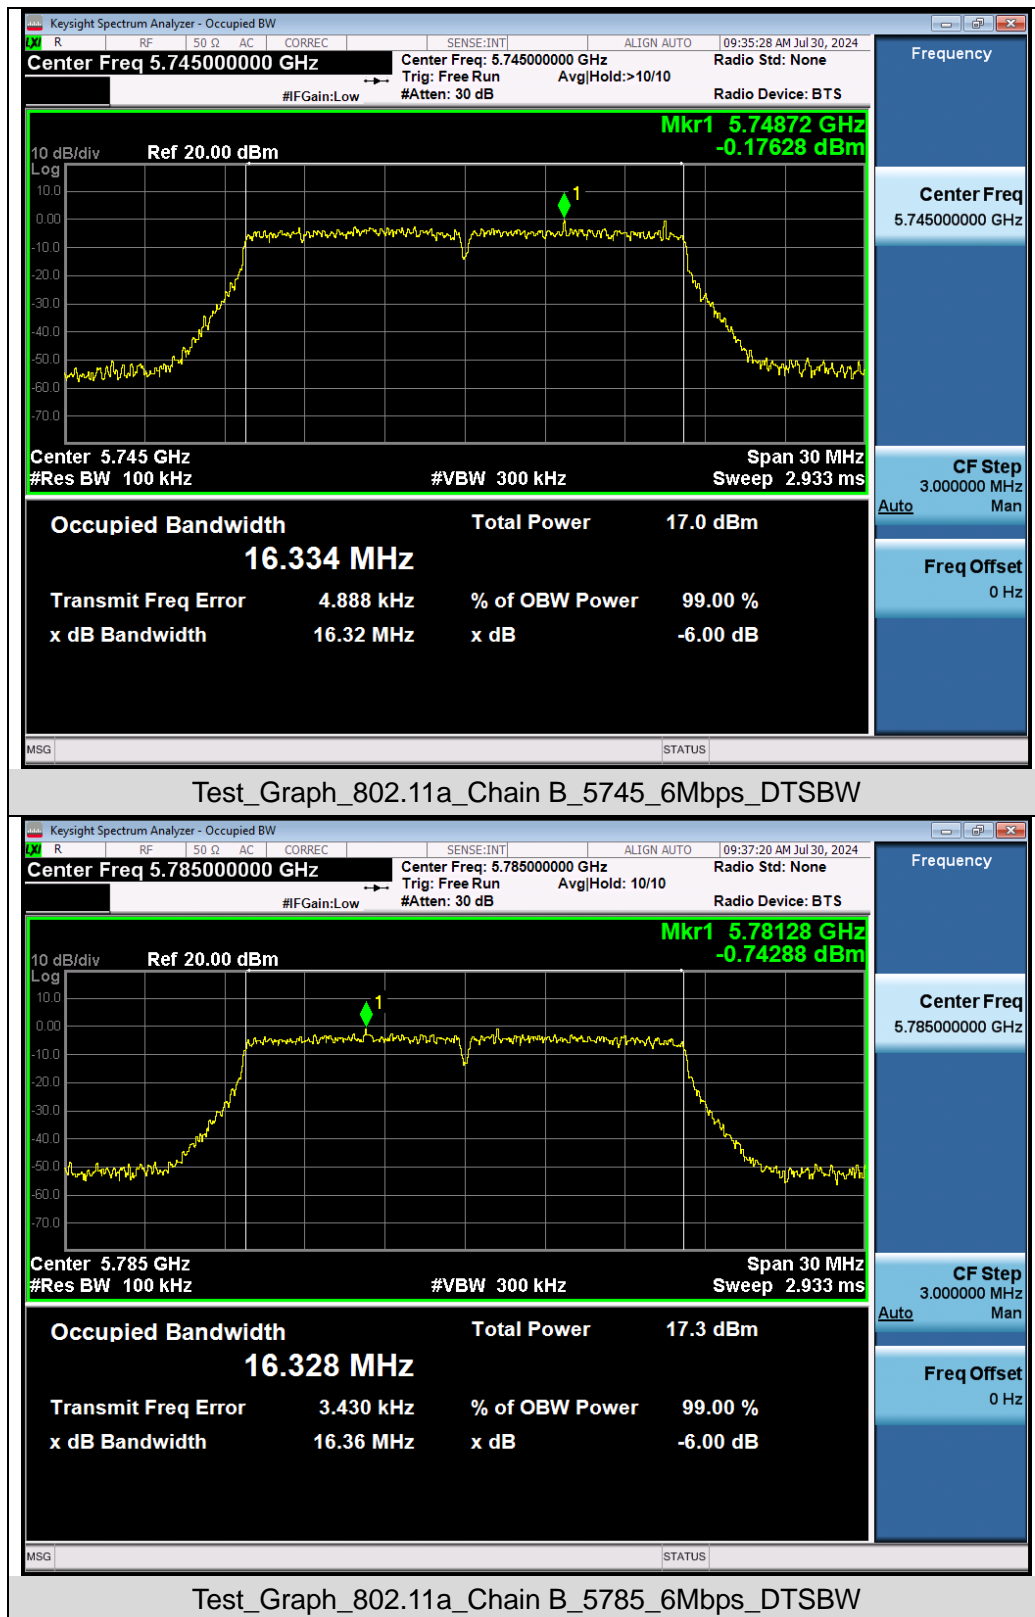 Keysight Spectrum Analyzer - Occupied BW
LXI R RF 50 Ω AC CORREC SENSE:INT ALIGN AUTO 09:35:28 AM Jul 30, 2024
Center Freq 5.745000000 GHz
Center Freq: 5.745000000 GHz
Radio Std: None
Trig: Free Run Avg|Hold:>10/10
#IFGain:Low #Atten: 30 dB Radio Device: BTS
Frequency
Mkr1 5.74872 GHz
-0.17628 dBm
10 dB/div Ref 20.00 dBm
Log
10.0
0.00
-10.0
-20.0
-30.0
-40.0
-50.0
-60.0
-70.0
1
Center Freq
5.745000000 GHz
Center 5.745 GHz Span 30 MHz
#Res BW 100 kHz #VBW 300 kHz Sweep 2.933 ms
CF Step
3.000000 MHz
Auto Man
Occupied Bandwidth Total Power 17.0 dBm
16.334 MHz
Freq Offset
0 Hz
Transmit Freq Error 4.888 kHz % of OBW Power 99.00 %
x dB Bandwidth 16.32 MHz x dB -6.00 dB
MSG STATUS
Test_Graph_802.11a_Chain B_5745_6Mbps_DTSBW
Keysight Spectrum Analyzer - Occupied BW
LXI R RF 50 Ω AC CORREC SENSE:INT ALIGN AUTO 09:37:20 AM Jul 30, 2024
Center Freq 5.785000000 GHz
Center Freq: 5.785000000 GHz
Radio Std: None
Trig: Free Run Avg|Hold: 10/10
#IFGain:Low #Atten: 30 dB Radio Device: BTS
Frequency
Mkr1 5.78128 GHz
-0.74288 dBm
10 dB/div Ref 20.00 dBm
Log
10.0
0.00
-10.0
-20.0
-30.0
-40.0
-50.0
-60.0
-70.0
1
Center Freq
5.785000000 GHz
Center 5.785 GHz Span 30 MHz
#Res BW 100 kHz #VBW 300 kHz Sweep 2.933 ms
CF Step
3.000000 MHz
Auto Man
Occupied Bandwidth Total Power 17.3 dBm
16.328 MHz
Freq Offset
0 Hz
Transmit Freq Error 3.430 kHz % of OBW Power 99.00 %
x dB Bandwidth 16.36 MHz x dB -6.00 dB
MSG STATUS
Test_Graph_802.11a_Chain B_5785_6Mbps_DTSBW